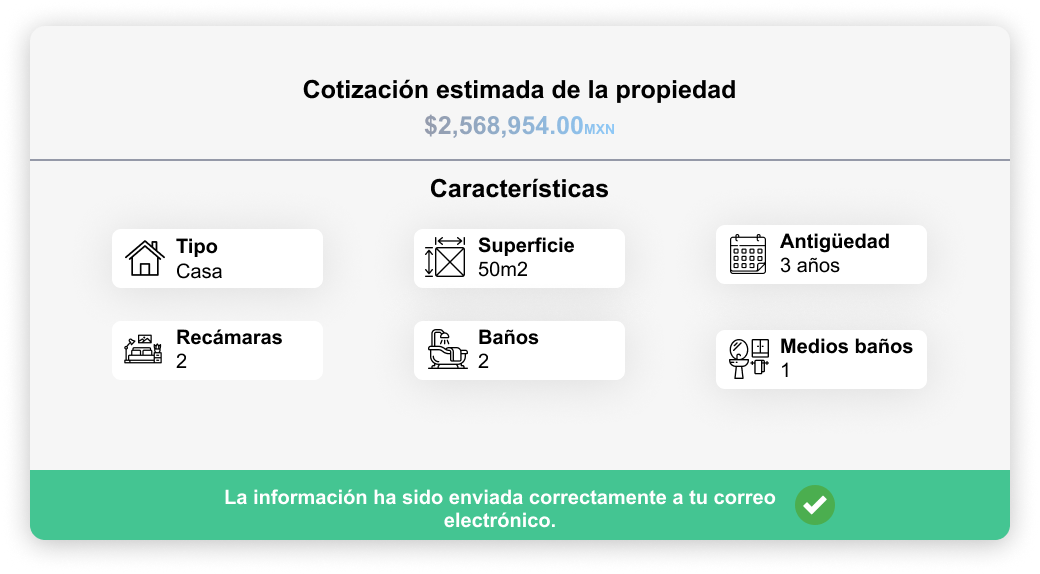 Cotización estimada de la propiedad
$2,568,954.00MXN
Características
Tipo
Casa
Superficie
50m2
Antigüedad
3 años
Recámaras
2
Baños
2
Medios baños
1
La información ha sido enviada correctamente a tu correo
electrónico.